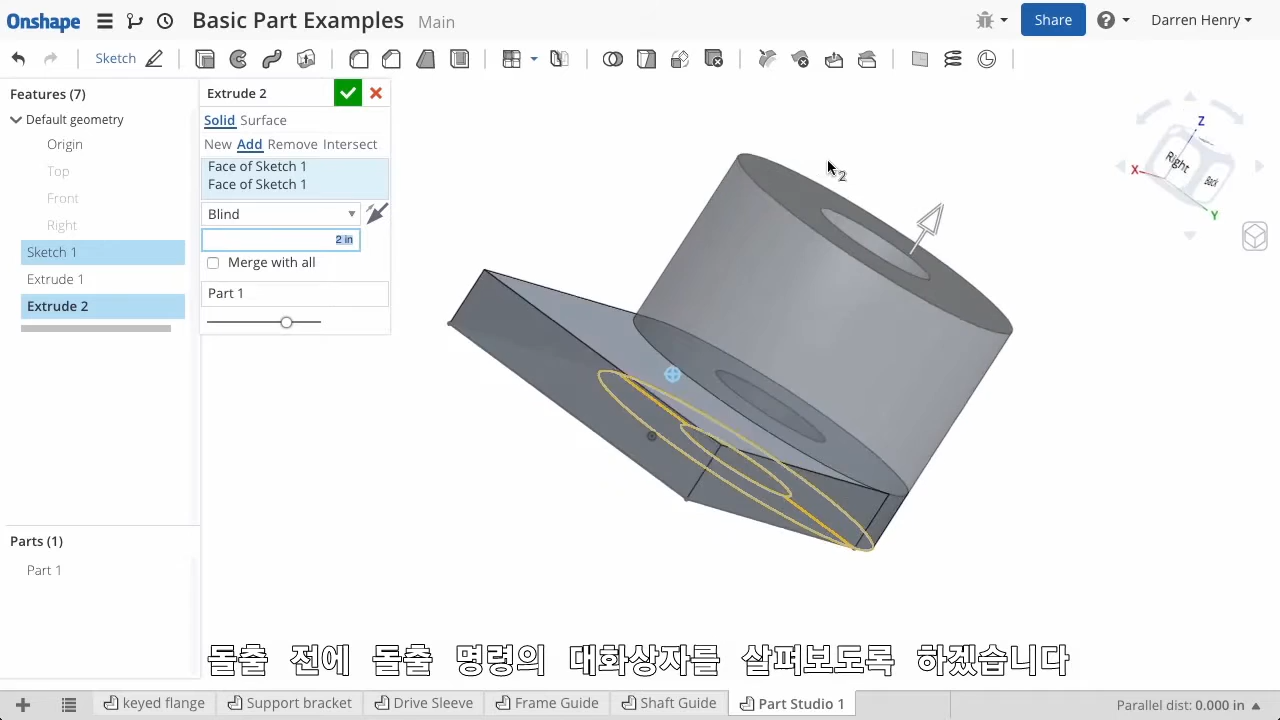 Onshape Basic Part Examples Main Share Darren Henry
Sketch
Features (7)
Default geometry
Origin
Top
Front
Right
Sketch 1
Extrude 1
Extrude 2
Extrude 2
Solid Surface
New Add Remove Intersect
Face of Sketch 1
Face of Sketch 1
Blind
2 in
Merge with all
Part 1
2
Z
X
Y
Right
Back
Parts (1)
Part 1
돌출 전에 돌출 명령의 대화상자를 살펴보도록 하겠습니다
keyed flange Support bracket Drive Sleeve Frame Guide Shaft Guide Part Studio 1 Parallel dist: 0.000 in